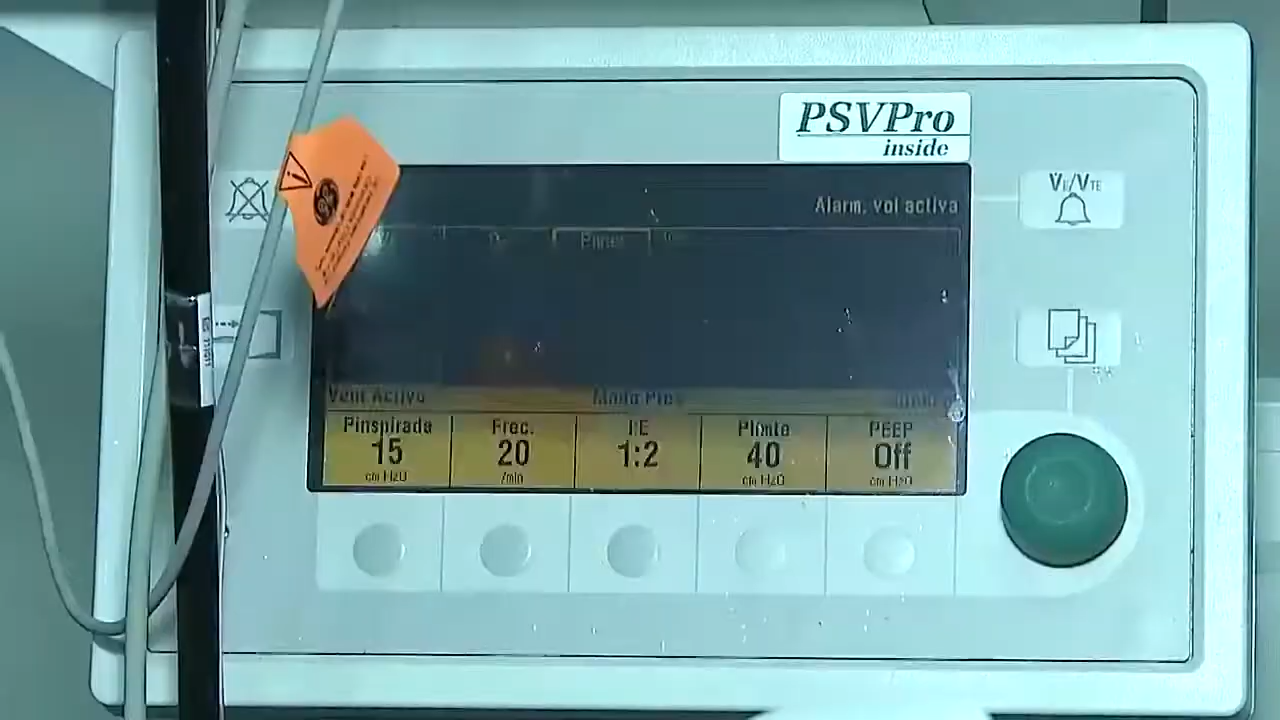 PSVPro
inside
V̇E/VTE
Alarm. vol activa
Vent Activo
Modo Pres
Pinspirada Frec. I:E Plímite PEEP
15 20 1:2 40 Off
cm H2O /min cm H2O cm H2O